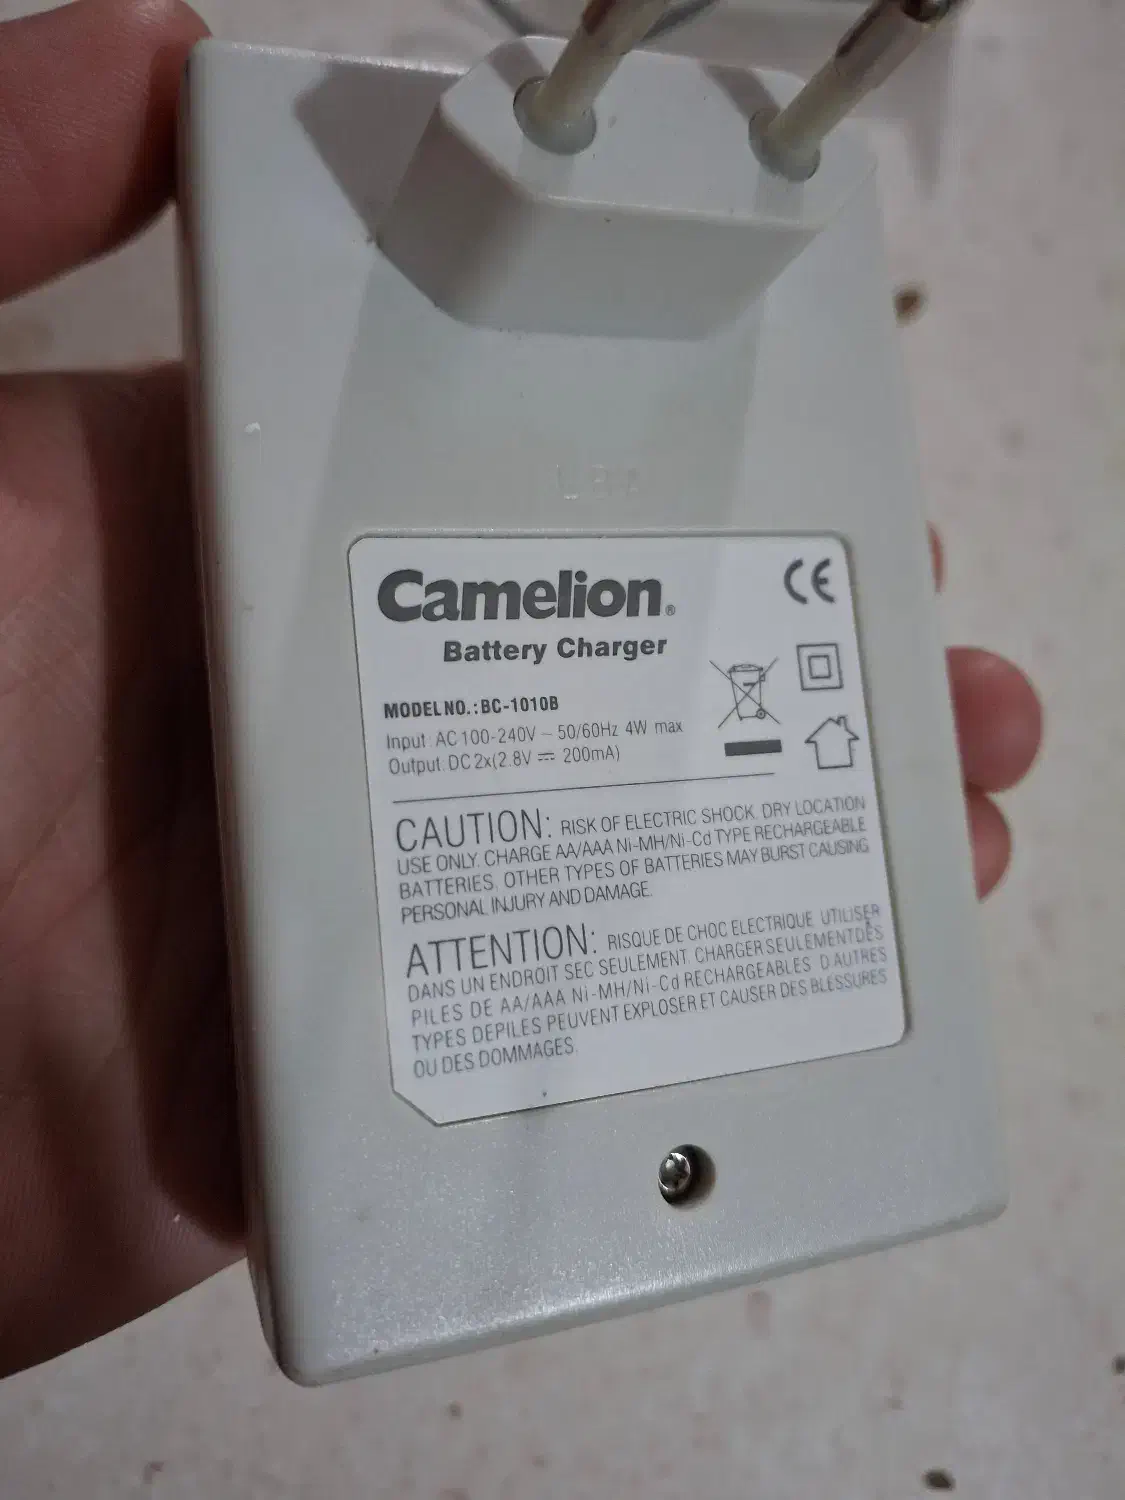 Camelion®
CE
Battery Charger
MODEL NO.: BC-1010B
Input: AC 100-240V ~ 50/60Hz 4W max
Output: DC 2x(2.8V ⎓ 200mA)
CAUTION: RISK OF ELECTRIC SHOCK. DRY LOCATION
USE ONLY. CHARGE AA/AAA Ni-MH/Ni-Cd TYPE RECHARGEABLE
BATTERIES. OTHER TYPES OF BATTERIES MAY BURST CAUSING
PERSONAL INJURY AND DAMAGE.
ATTENTION: RISQUE DE CHOC ELECTRIQUE. UTILISER
DANS UN ENDROIT SEC SEULEMENT. CHARGER SEULEMENT DES
PILES DE AA/AAA Ni-MH/Ni-Cd RECHARGEABLES. D AUTRES
TYPES DEPILES PEUVENT EXPLOSER ET CAUSER DES BLESSURES
OU DES DOMMAGES.